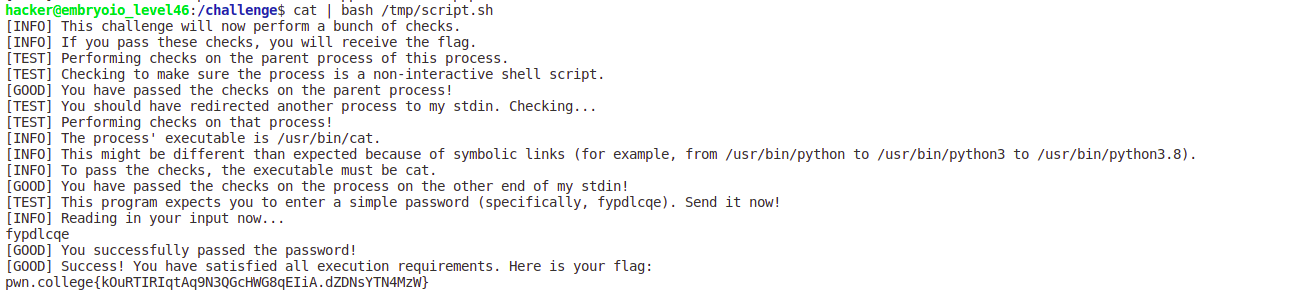 hacker@embryoio_level46:/challenge$ cat | bash /tmp/script.sh
[INFO] This challenge will now perform a bunch of checks.
[INFO] If you pass these checks, you will receive the flag.
[TEST] Performing checks on the parent process of this process.
[TEST] Checking to make sure the process is a non-interactive shell script.
[GOOD] You have passed the checks on the parent process!
[TEST] You should have redirected another process to my stdin. Checking...
[TEST] Performing checks on that process!
[INFO] The process' executable is /usr/bin/cat.
[INFO] This might be different than expected because of symbolic links (for example, from /usr/bin/python to /usr/bin/python3 to /usr/bin/python3.8).
[INFO] To pass the checks, the executable must be cat.
[GOOD] You have passed the checks on the process on the other end of my stdin!
[TEST] This program expects you to enter a simple password (specifically, fypdlcqe). Send it now!
[INFO] Reading in your input now...
fypdlcqe
[GOOD] You successfully passed the password!
[GOOD] Success! You have satisfied all execution requirements. Here is your flag:
pwn.college{kOuRTIRIqtAq9N3QGcHWG8qEIiA.dZDNsYTN4MzW}